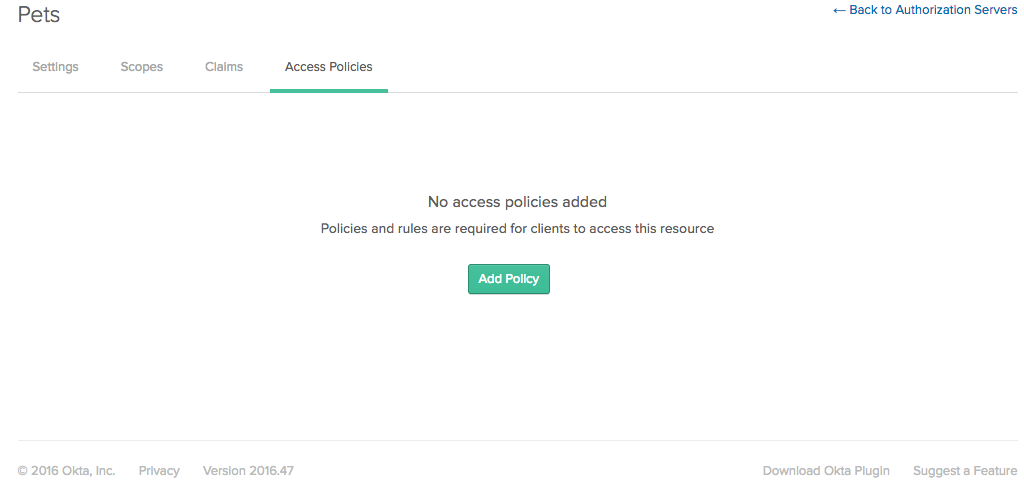 Pets
← Back to Authorization Servers
Settings Scopes Claims Access Policies
No access policies added
Policies and rules are required for clients to access this resource
Add Policy
© 2016 Okta, Inc. Privacy Version 2016.47 Download Okta Plugin Suggest a Feature